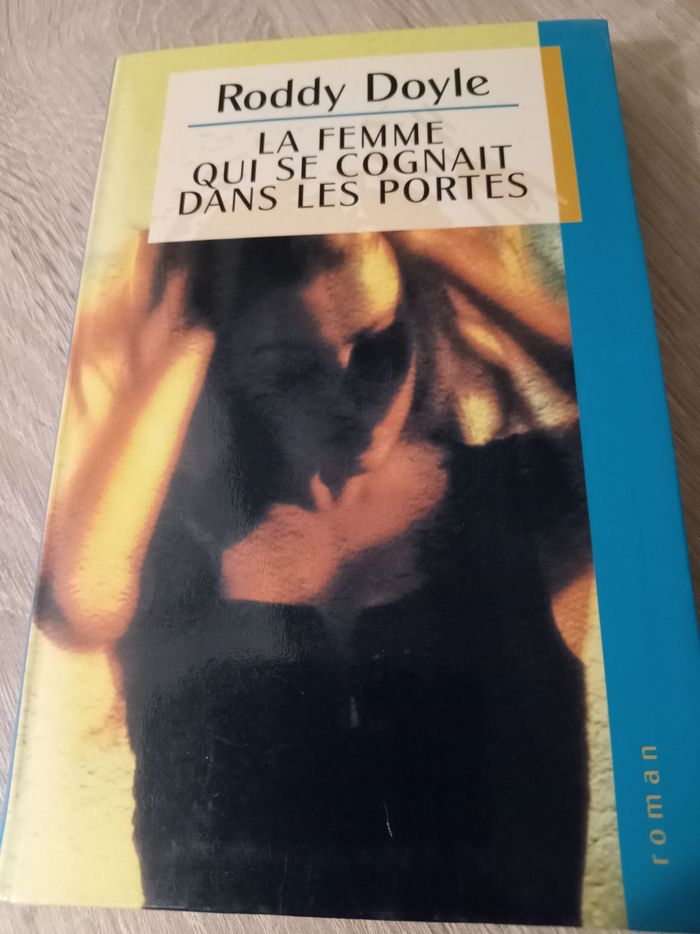 Roddy Doyle
LA FEMME
QUI SE COGNAIT
DANS LES PORTES
roman